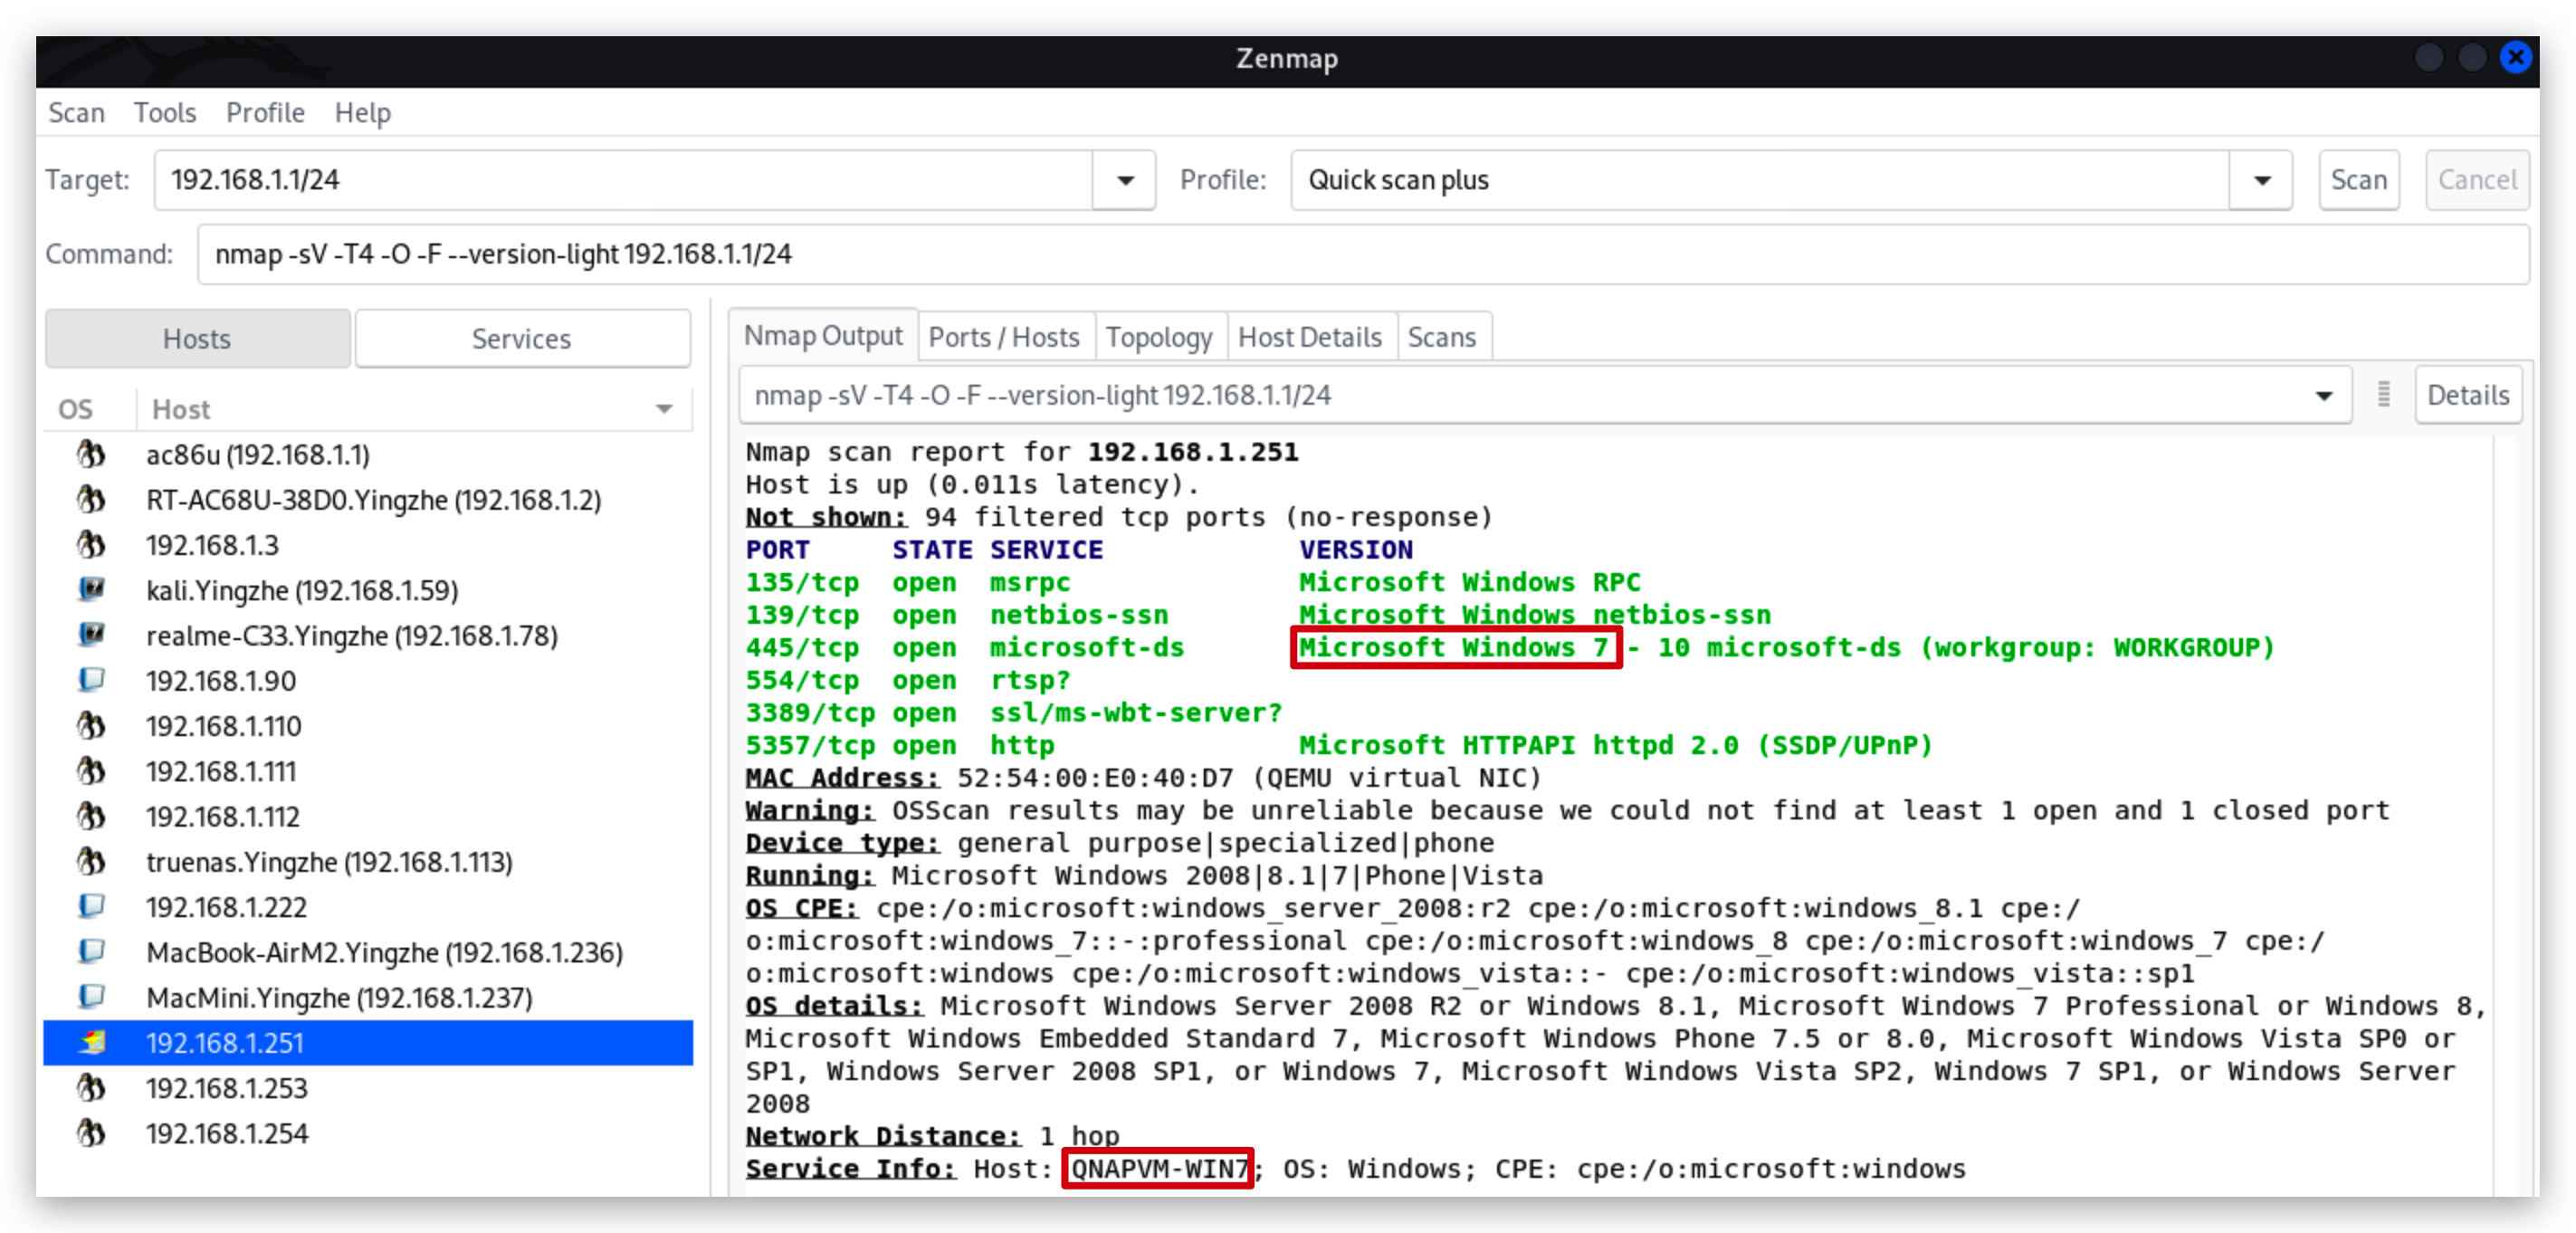 Zenmap
Scan Tools Profile Help
Target: 192.168.1.1/24 Profile: Quick scan plus Scan Cancel
Command: nmap -sV -T4 -O -F --version-light 192.168.1.1/24
Hosts Services
OS Host
ac86u (192.168.1.1)
RT-AC68U-38D0.Yingzhe (192.168.1.2)
192.168.1.3
kali.Yingzhe (192.168.1.59)
realme-C33.Yingzhe (192.168.1.78)
192.168.1.90
192.168.1.110
192.168.1.111
192.168.1.112
truenas.Yingzhe (192.168.1.113)
192.168.1.222
MacBook-AirM2.Yingzhe (192.168.1.236)
MacMini.Yingzhe (192.168.1.237)
192.168.1.251
192.168.1.253
192.168.1.254
Nmap Output Ports / Hosts Topology Host Details Scans
nmap -sV -T4 -O -F --version-light 192.168.1.1/24 Details
Nmap scan report for 192.168.1.251
Host is up (0.011s latency).
Not shown: 94 filtered tcp ports (no-response)
PORT STATE SERVICE VERSION
135/tcp open msrpc Microsoft Windows RPC
139/tcp open netbios-ssn Microsoft Windows netbios-ssn
445/tcp open microsoft-ds Microsoft Windows 7 - 10 microsoft-ds (workgroup: WORKGROUP)
554/tcp open rtsp?
3389/tcp open ssl/ms-wbt-server?
5357/tcp open http Microsoft HTTPAPI httpd 2.0 (SSDP/UPnP)
MAC Address: 52:54:00:E0:40:D7 (QEMU virtual NIC)
Warning: OSScan results may be unreliable because we could not find at least 1 open and 1 closed port
Device type: general purpose|specialized|phone
Running: Microsoft Windows 2008|8.1|7|Phone|Vista
OS CPE: cpe:/o:microsoft:windows_server_2008:r2 cpe:/o:microsoft:windows_8.1 cpe:/
o:microsoft:windows_7::-:professional cpe:/o:microsoft:windows_8 cpe:/o:microsoft:windows_7 cpe:/
o:microsoft:windows cpe:/o:microsoft:windows_vista::- cpe:/o:microsoft:windows_vista::sp1
OS details: Microsoft Windows Server 2008 R2 or Windows 8.1, Microsoft Windows 7 Professional or Windows 8,
Microsoft Windows Embedded Standard 7, Microsoft Windows Phone 7.5 or 8.0, Microsoft Windows Vista SP0 or
SP1, Windows Server 2008 SP1, or Windows 7, Microsoft Windows Vista SP2, Windows 7 SP1, or Windows Server
2008
Network Distance: 1 hop
Service Info: Host: QNAPVM-WIN7; OS: Windows; CPE: cpe:/o:microsoft:windows